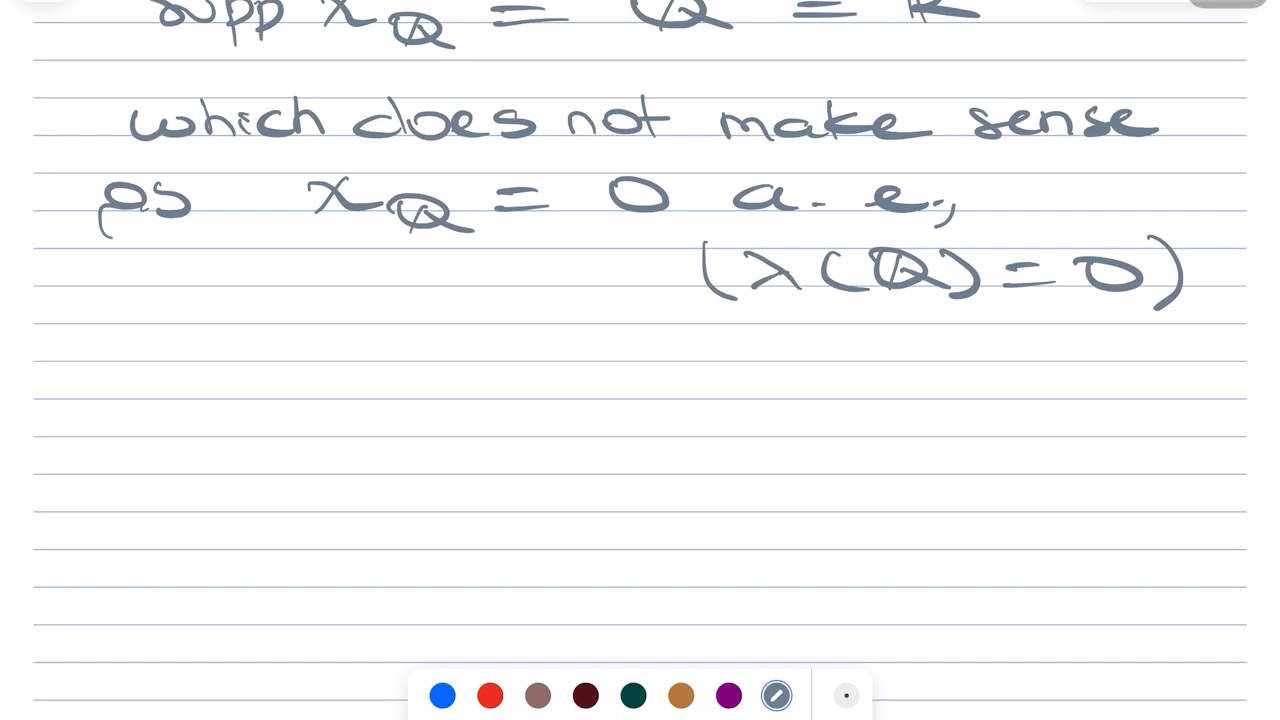 supp χ_ℚ = ℚ = ℝ
which does not make sense
as χ_ℚ = 0 a. e.,
(λ(ℚ) = 0)